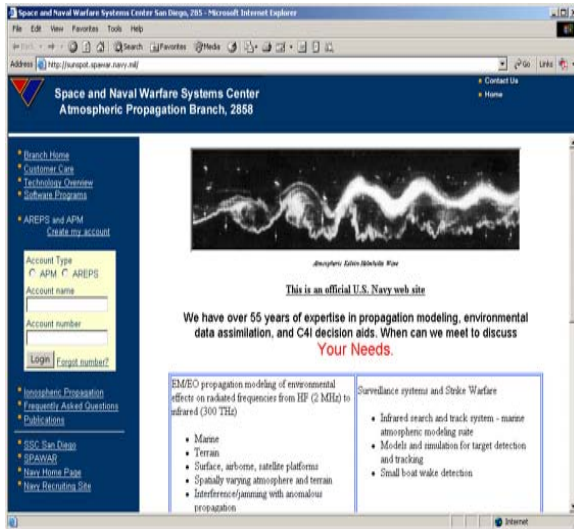 Space and Naval Warfare Systems Center San Diego, 285 - Microsoft Internet Explorer
File Edit View Favorites Tools Help
Search Favorites Media
Address http://sunspot.spawar.navy.mil/ Go Links
Space and Naval Warfare Systems Center
Atmospheric Propagation Branch, 2858
Contact Us
Home
Branch Home
Customer Care
Technology Overview
Software Programs
AREPS and APM
Create my account
Account Type
APM AREPS
Account name
Account number
Login Forgot number?
Ionospheric Propagation
Frequently Asked Questions
Publications
SSC San Diego
SPAWAR
Navy Home Page
Navy Recruiting Site
Atmospheric Kelvin Helmholtz Wave
This is an official U.S. Navy web site
We have over 55 years of expertise in propagation modeling, environmental
data assimilation, and C4I decision aids. When can we meet to discuss
Your Needs.
EM/EO propagation modeling of environmental
effects on radiated frequencies from HF (2 MHz) to
infrared (300 THz)
Marine
Terrain
Surface, airborne, satellite platforms
Spatially varying atmosphere and terrain
Interference/jamming with anomalous
propagation
Surveillance systems and Strike Warfare
Infrared search and track system - marine
atmospheric modeling suite
Models and simulation for target detection
and tracking
Small boat wake detection
Internet